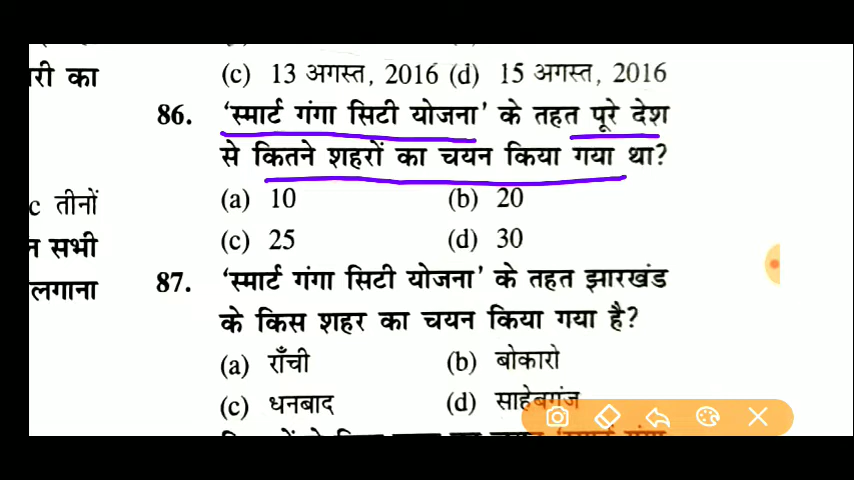 री का
(c) 13 अगस्त, 2016 (d) 15 अगस्त, 2016
86. 'स्मार्ट गंगा सिटी योजना' के तहत पूरे देश
से कितने शहरों का चयन किया गया था?
(a) 10 (b) 20
c तीनों
(c) 25 (d) 30
न सभी
87. 'स्मार्ट गंगा सिटी योजना' के तहत झारखंड
लगाना
के किस शहर का चयन किया गया है?
(a) राँची (b) बोकारो
(c) धनबाद (d) साहेबगंज